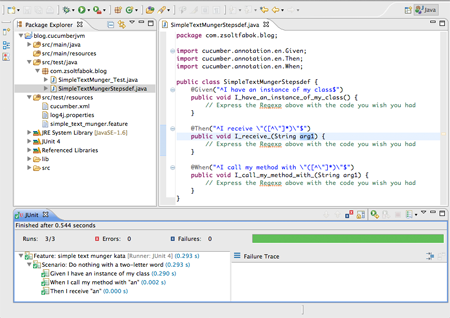 Java
Package Explorer
blog.cucumberjvm
src/main/java
src/main/resources
src/test/java
com.zsoltfabok.blog
SimpleTextMunger_Test.java
SimpleTextMungerStepsdef.java
src/test/resources
cucumber.xml
log4j.properties
simple_text_munger.feature
JRE System Library [JavaSE-1.6]
JUnit 4
Referenced Libraries
lib
src
SimpleTextMungerStepsdef.java
package com.zsoltfabok.blog;
import cucumber.annotation.en.Given;
import cucumber.annotation.en.Then;
import cucumber.annotation.en.When;
public class SimpleTextMungerStepsdef {
@Given("^I have an instance of my class$")
public void I_have_an_instance_of_my_class() {
// Express the Regexp above with the code you wish you had
}
@Then("^I receive \"([^\"]*)\"$")
public void I_receive_(String arg1) {
// Express the Regexp above with the code you wish you had
}
@When("^I call my method with \"([^\"]*)\"$")
public void I_call_my_method_with_(String arg1) {
// Express the Regexp above with the code you wish you had
}
}
JUnit
Finished after 0.544 seconds
Runs: 3/3
Errors: 0
Failures: 0
Feature: simple text munger kata [Runner: JUnit 4] (0.293 s)
Scenario: Do nothing with a two-letter word (0.293 s)
Given I have an instance of my class (0.290 s)
When I call my method with "an" (0.002 s)
Then I receive "an" (0.000 s)
Failure Trace